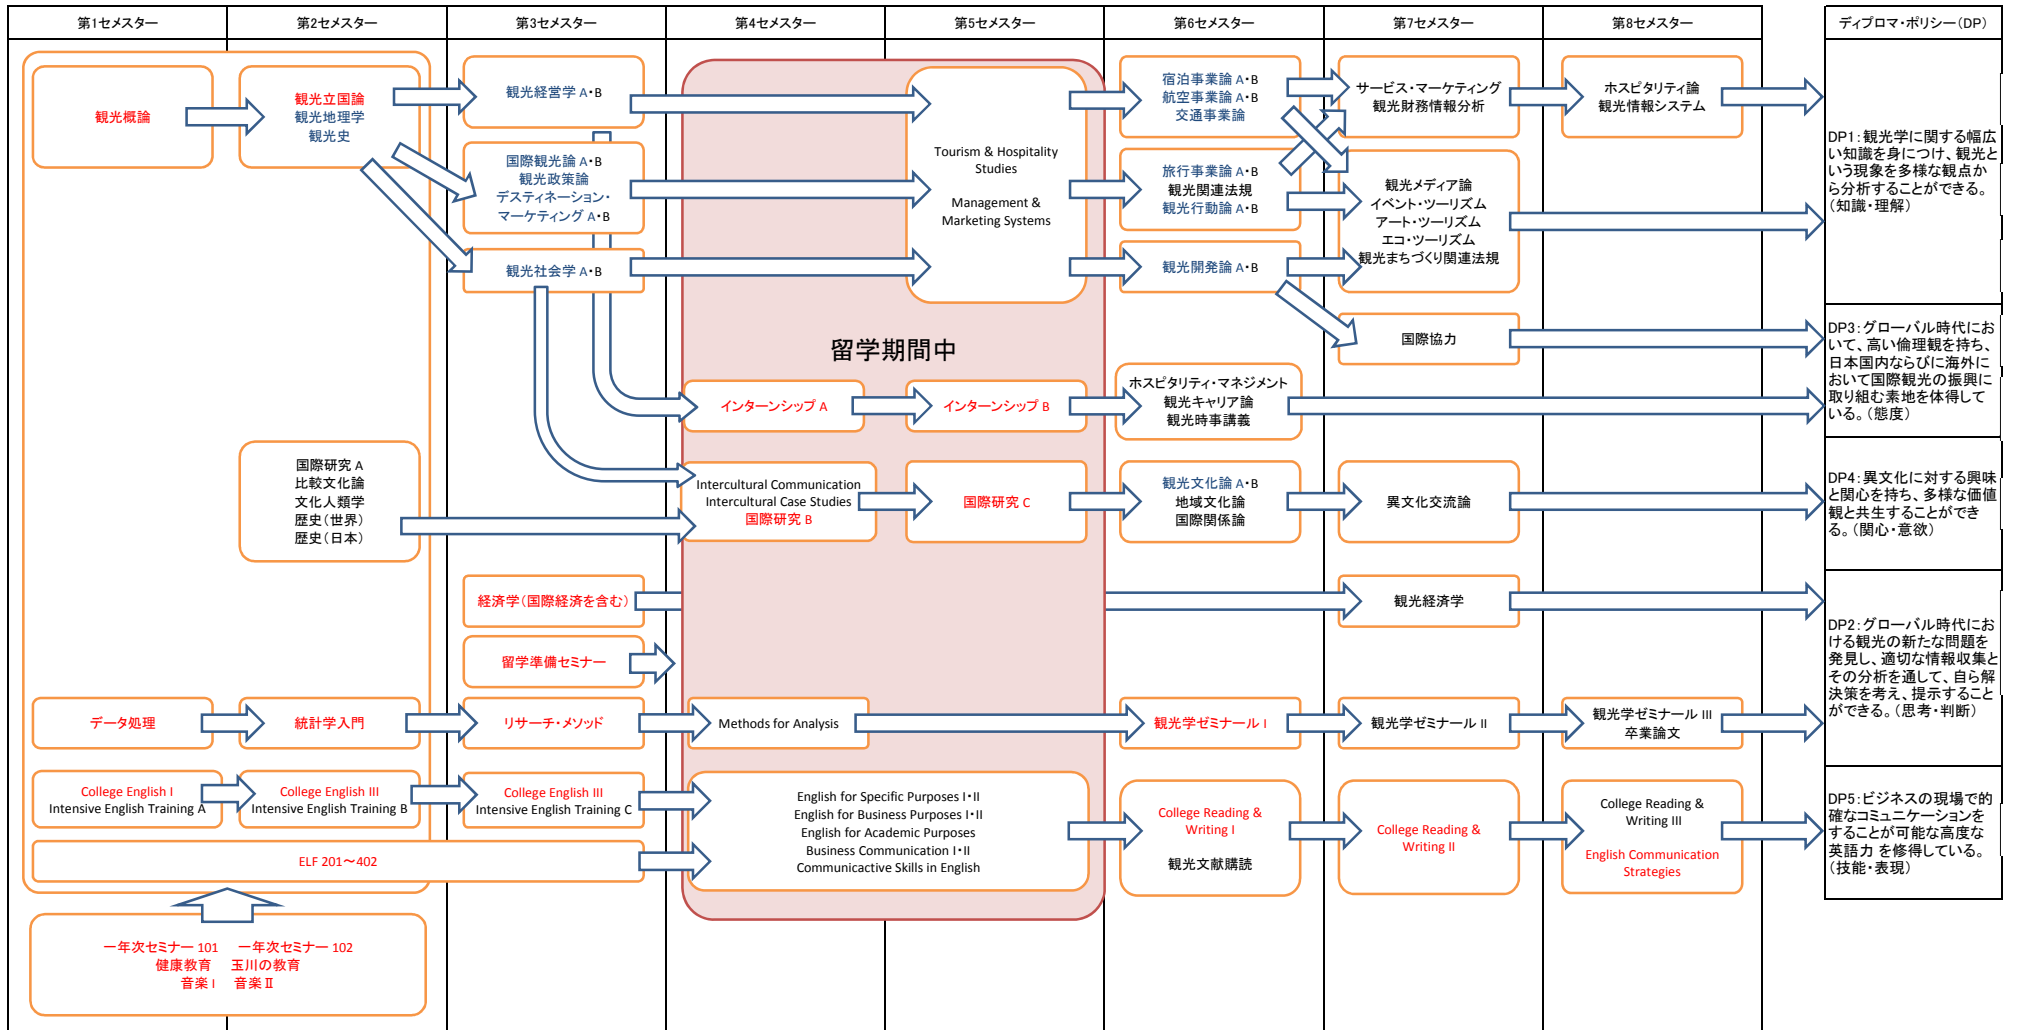 第1セメスター
第2セメスター
第3セメスター
第4セメスター
第5セメスター
第6セメスター
第7セメスター
第8セメスター
ディプロマ・ポリシー(DP)
観光概論
観光立国論
観光地理学
観光史
観光経営学 A・B
国際観光論 A・B
観光政策論
デスティネーション・
マーケティング A・B
観光社会学 A・B
Tourism & Hospitality
Studies
Management &
Marketing Systems
宿泊事業論 A・B
航空事業論 A・B
交通事業論
旅行事業論 A・B
観光関連法規
観光行動論 A・B
観光開発論 A・B
サービス・マーケティング
観光財務情報分析
観光メディア論
イベント・ツーリズム
アート・ツーリズム
エコ・ツーリズム
観光まちづくり関連法規
ホスピタリティ論
観光情報システム
DP1:観光学に関する幅広
い知識を身につけ、観光と
いう現象を多様な観点か
ら分析することができる。
(知識・理解)
留学期間中
国際協力
インターンシップ A
インターンシップ B
ホスピタリティ・マネジメント
観光キャリア論
観光時事講義
DP3:グローバル時代にお
いて、高い倫理観を持ち、
日本国内ならびに海外に
おいて国際観光の振興に
取り組む素地を体得して
いる。(態度)
国際研究 A
比較文化論
文化人類学
歴史(世界)
歴史(日本)
Intercultural Communication
Intercultural Case Studies
国際研究 B
国際研究 C
観光文化論 A・B
地域文化論
国際関係論
異文化交流論
DP4:異文化に対する興味
と関心を持ち、多様な価値
観と共生することができ
る。(関心・意欲)
経済学(国際経済を含む)
観光経済学
留学準備セミナー
データ処理
統計学入門
リサーチ・メソッド
Methods for Analysis
観光学ゼミナール I
観光学ゼミナール II
観光学ゼミナール III
卒業論文
DP2:グローバル時代にお
ける観光の新たな問題を
発見し、適切な情報収集と
その分析を通して、自ら解
決策を考え、提示すること
ができる。(思考・判断)
College English I
Intensive English Training A
College English III
Intensive English Training B
College English III
Intensive English Training C
ELF 201~402
English for Specific Purposes I・II
English for Business Purposes I・II
English for Academic Purposes
Business Communication I・II
Communicactive Skills in English
College Reading &
Writing I
観光文献購読
College Reading &
Writing II
College Reading &
Writing III
English Communication
Strategies
DP5:ビジネスの現場で的
確なコミュニケーションを
することが可能な高度な
英語力 を修得している。
(技能・表現)
一年次セミナー 101 一年次セミナー 102
健康教育 玉川の教育
音楽 I 音楽Ⅱ